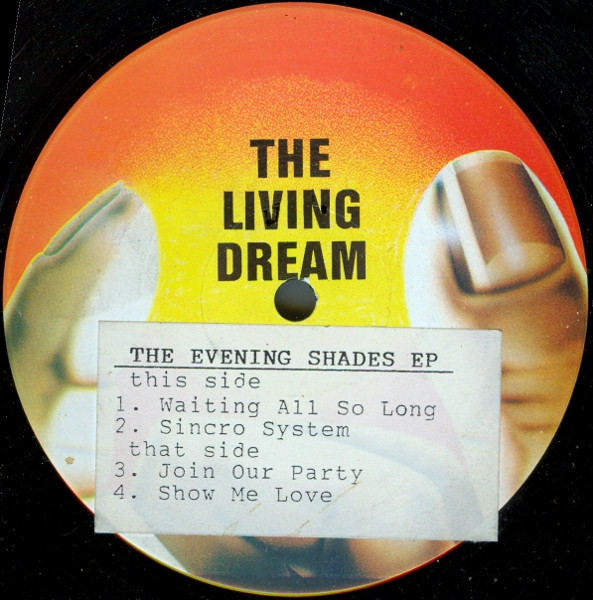 THE
LIVING
DREAM
THE EVENING SHADES EP
this side
1. Waiting All So Long
2. Sincro System
that side
3. Join Our Party
4. Show Me Love